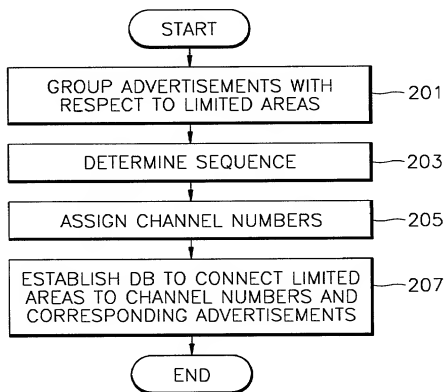 START
GROUP ADVERTISEMENTS WITH
RESPECT TO LIMITED AREAS
201
DETERMINE SEQUENCE
203
ASSIGN CHANNEL NUMBERS
205
ESTABLISH DB TO CONNECT LIMITED
AREAS TO CHANNEL NUMBERS AND
CORRESPONDING ADVERTISEMENTS
207
END